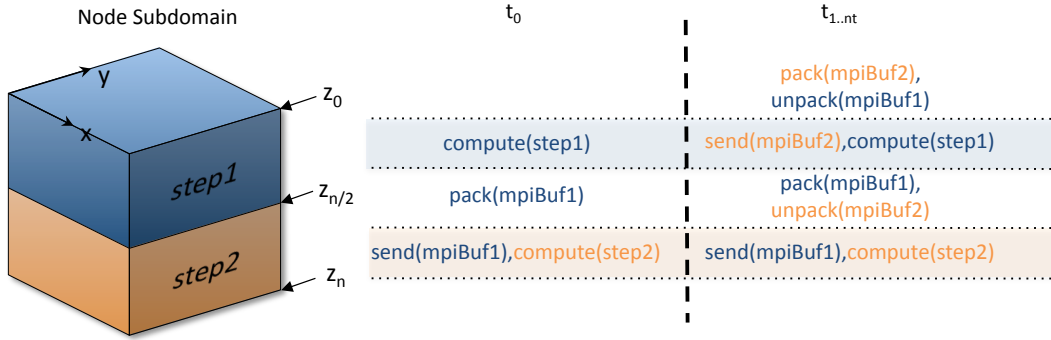 Node Subdomain
y
x
z0
step1
zn/2
step2
zn
t0
t1..nt
pack(mpiBuf2),
unpack(mpiBuf1)
compute(step1)
send(mpiBuf2),compute(step1)
pack(mpiBuf1)
pack(mpiBuf1),
unpack(mpiBuf2)
send(mpiBuf1),compute(step2)
send(mpiBuf1),compute(step2)